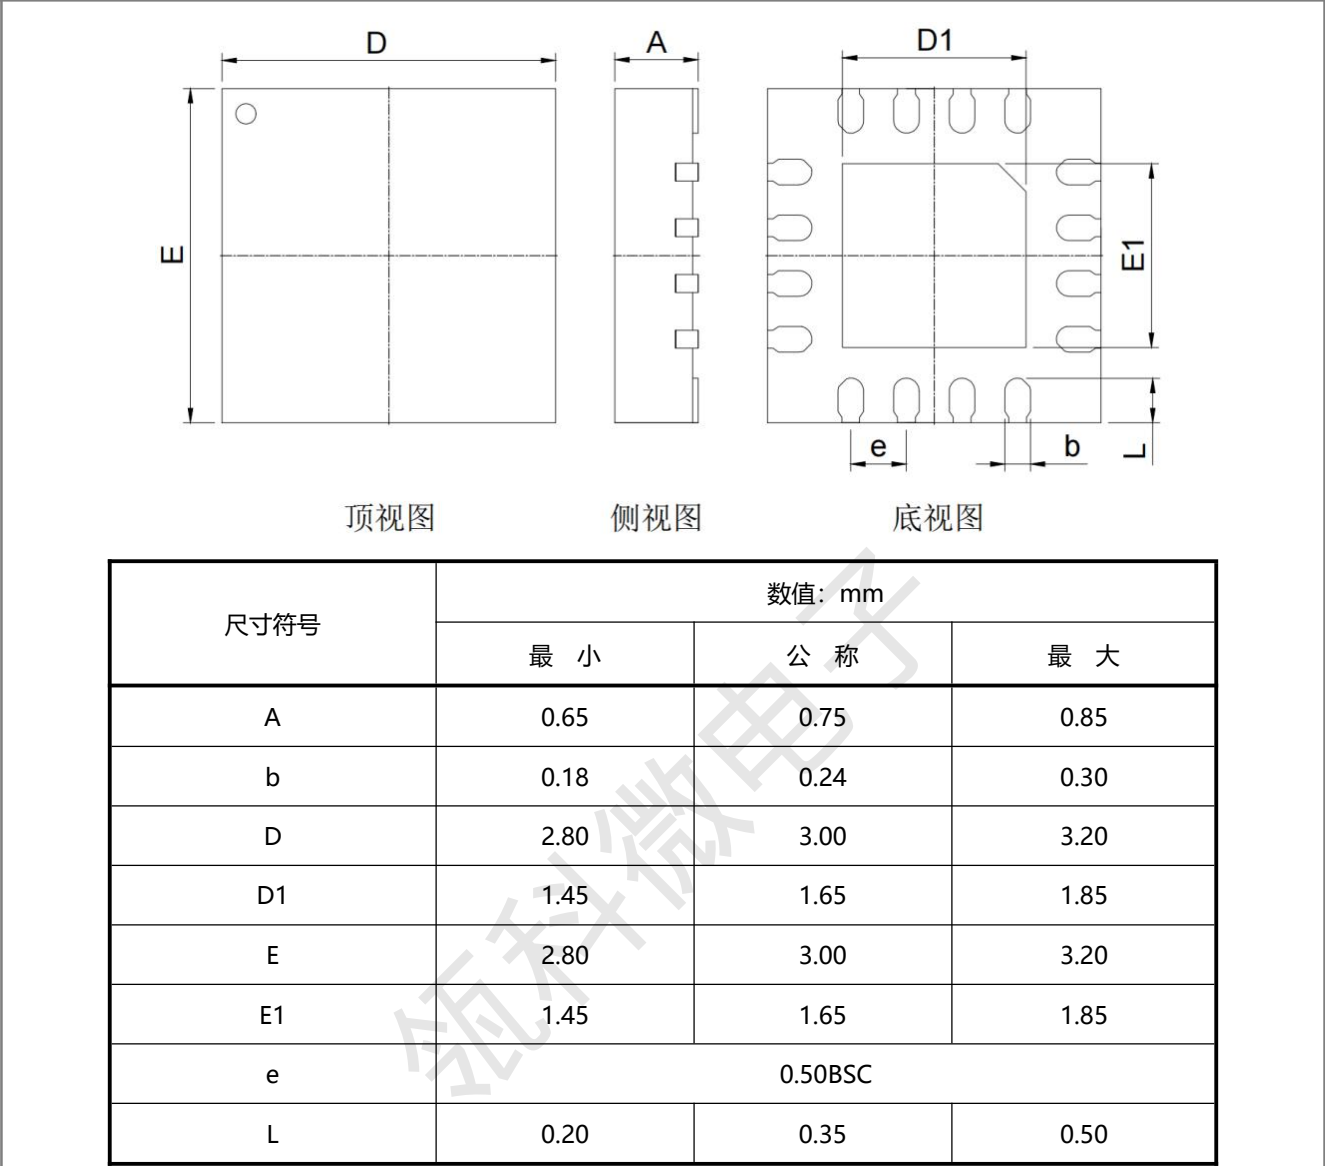 D
A
D1
E
E1
e
b
L
顶视图
侧视图
底视图
尺寸符号
数值：mm
最 小
公 称
最 大
A 0.65 0.75 0.85
b 0.18 0.24 0.30
D 2.80 3.00 3.20
D1 1.45 1.65 1.85
E 2.80 3.00 3.20
E1 1.45 1.65 1.85
e 0.50BSC
L 0.20 0.35 0.50
瓴科微电子